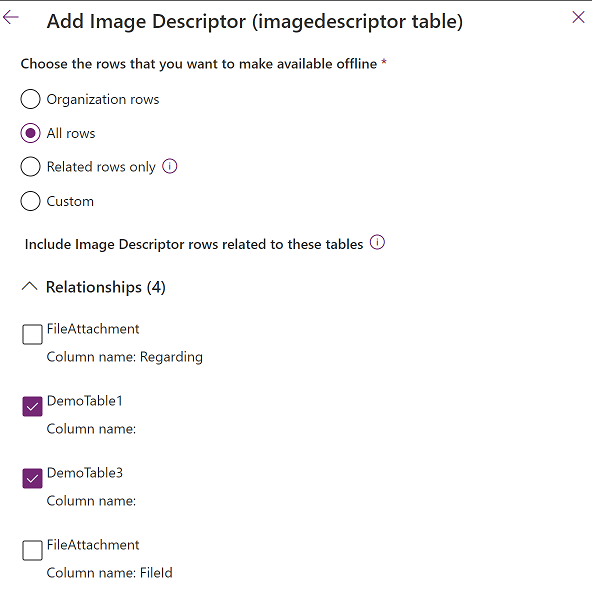 Add Image Descriptor (imagedescriptor table)
Choose the rows that you want to make available offline *
Organization rows
All rows
Related rows only
Custom
Include Image Descriptor rows related to these tables
Relationships (4)
FileAttachment
Column name: Regarding
DemoTable1
Column name:
DemoTable3
Column name:
FileAttachment
Column name: FileId